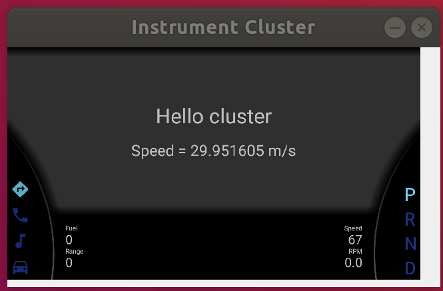 Instrument Cluster
Hello cluster
Speed = 29.951605 m/s
P
R
N
D
Fuel
0
Range
0
Speed
67
RPM
0.0